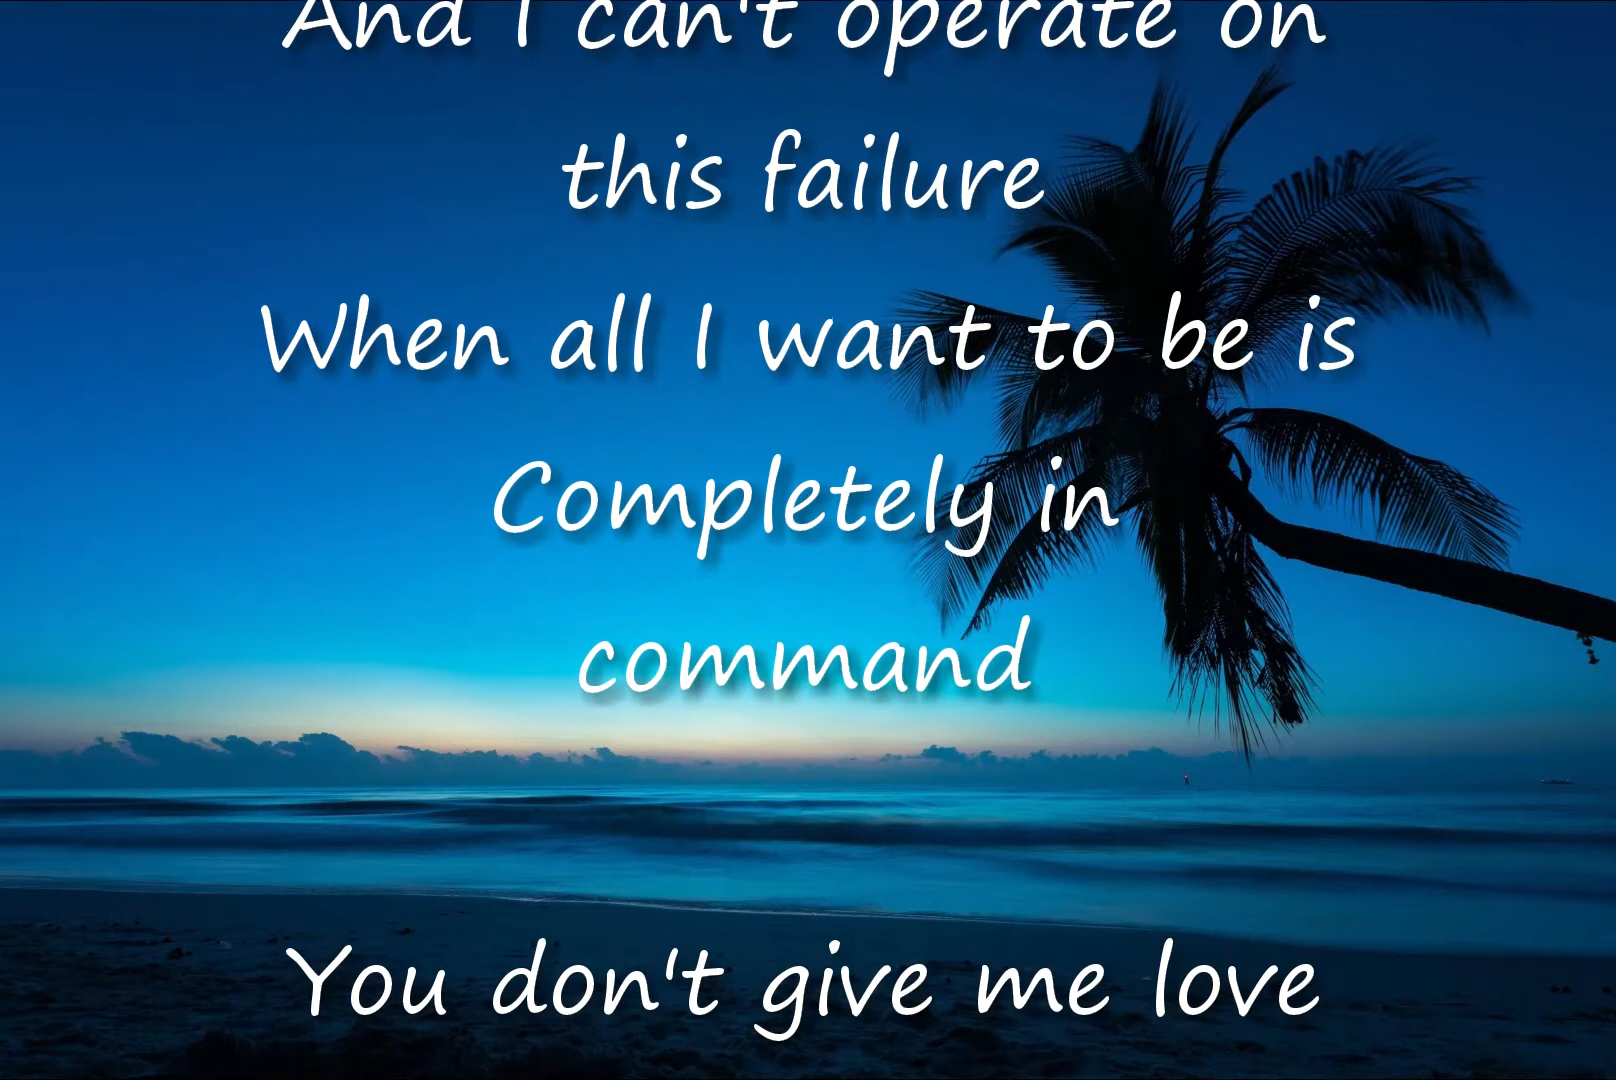 And I can't operate on
this failure
When all I want to be is
Completely in
command
You don't give me love